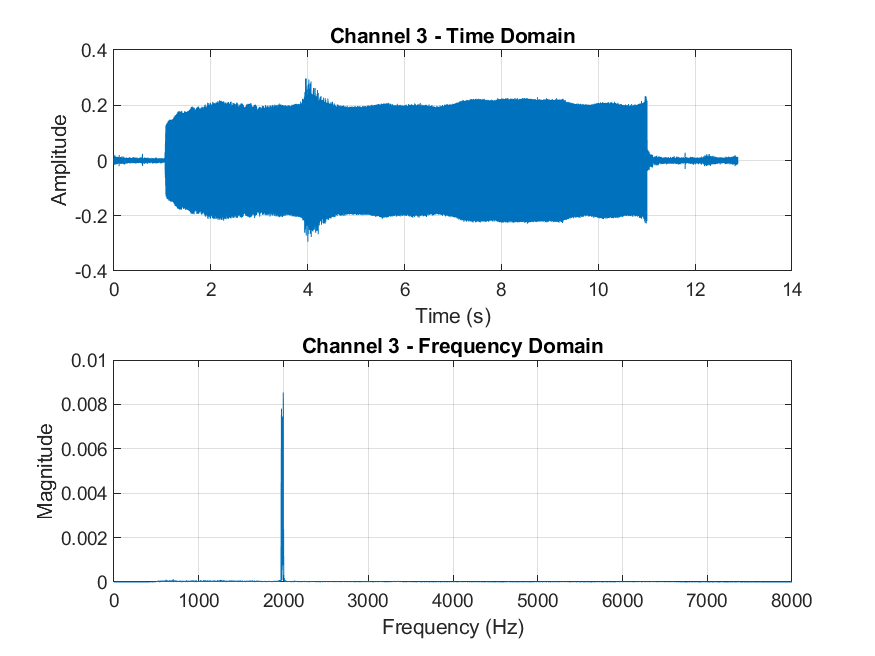 Channel 3 - Time Domain
0.4
0.2
0
-0.2
-0.4
Amplitude
0 2 4 6 8 10 12 14
Time (s)
Channel 3 - Frequency Domain
0.01
0.008
0.006
0.004
0.002
0
Magnitude
0 1000 2000 3000 4000 5000 6000 7000 8000
Frequency (Hz)